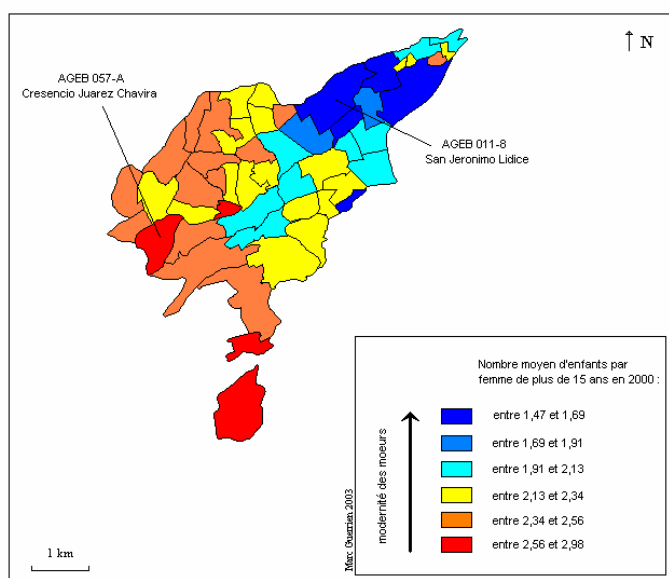 N
AGEB 057-A
Cresencio Juarez Chavira
AGEB 011-8
San Jeronimo Lidice
Nombre moyen d'enfants par
femme de plus de 15 ans en 2000 :
modernité des moeurs
entre 1,47 et 1,69
entre 1,69 et 1,91
entre 1,91 et 2,13
entre 2,13 et 2,34
entre 2,34 et 2,56
entre 2,56 et 2,98
Marc Guerrien 2003
1 km